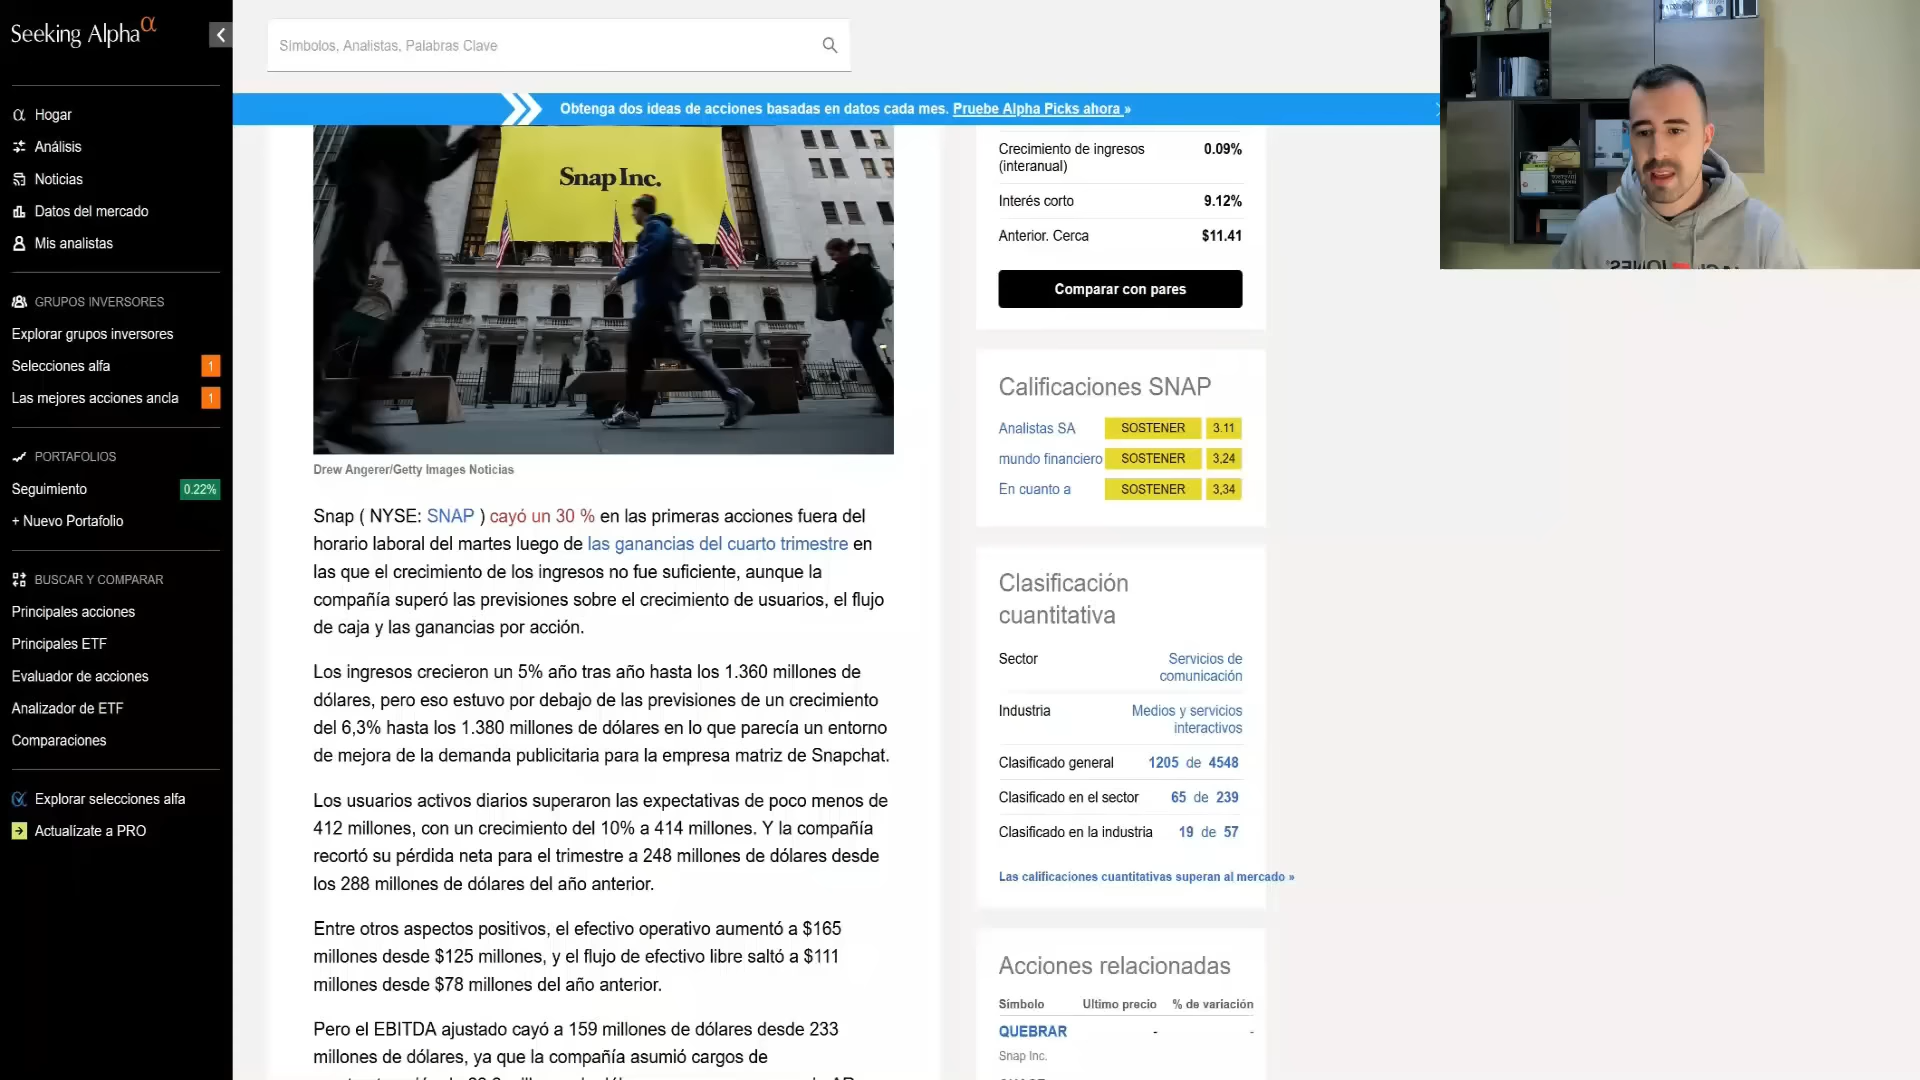 Seeking Alpha α
Símbolos, Analistas, Palabras Clave
Obtenga dos ideas de acciones basadas en datos cada mes. Pruebe Alpha Picks ahora »
Hogar
Análisis
Noticias
Datos del mercado
Mis analistas
GRUPOS INVERSORES
Explorar grupos inversores
Selecciones alfa 1
Las mejores acciones ancla 1
PORTAFOLIOS
Seguimiento 0.22%
+ Nuevo Portafolio
BUSCAR Y COMPARAR
Principales acciones
Principales ETF
Evaluador de acciones
Analizador de ETF
Comparaciones
Explorar selecciones alfa
Actualízate a PRO
Snap Inc.
Drew Angerer/Getty Images Noticias
Snap ( NYSE: SNAP ) cayó un 30 % en las primeras acciones fuera del
horario laboral del martes luego de las ganancias del cuarto trimestre en
las que el crecimiento de los ingresos no fue suficiente, aunque la
compañía superó las previsiones sobre el crecimiento de usuarios, el flujo
de caja y las ganancias por acción.
Los ingresos crecieron un 5% año tras año hasta los 1.360 millones de
dólares, pero eso estuvo por debajo de las previsiones de un crecimiento
del 6,3% hasta los 1.380 millones de dólares en lo que parecía un entorno
de mejora de la demanda publicitaria para la empresa matriz de Snapchat.
Los usuarios activos diarios superaron las expectativas de poco menos de
412 millones, con un crecimiento del 10% a 414 millones. Y la compañía
recortó su pérdida neta para el trimestre a 248 millones de dólares desde
los 288 millones de dólares del año anterior.
Entre otros aspectos positivos, el efectivo operativo aumentó a $165
millones desde $125 millones, y el flujo de efectivo libre saltó a $111
millones desde $78 millones del año anterior.
Pero el EBITDA ajustado cayó a 159 millones de dólares desde 233
millones de dólares, ya que la compañía asumió cargos de
Crecimiento de ingresos 0.09%
(interanual)
Interés corto 9.12%
Anterior. Cerca $11.41
Comparar con pares
Calificaciones SNAP
Analistas SA SOSTENER 3.11
mundo financiero SOSTENER 3,24
En cuanto a SOSTENER 3,34
Clasificación
cuantitativa
Sector Servicios de
comunicación
Industria Medios y servicios
interactivos
Clasificado general 1205 de 4548
Clasificado en el sector 65 de 239
Clasificado en la industria 19 de 57
Las calificaciones cuantitativas superan al mercado »
Acciones relacionadas
Símbolo Ultimo precio % de variación
QUEBRAR - -
Snap Inc.